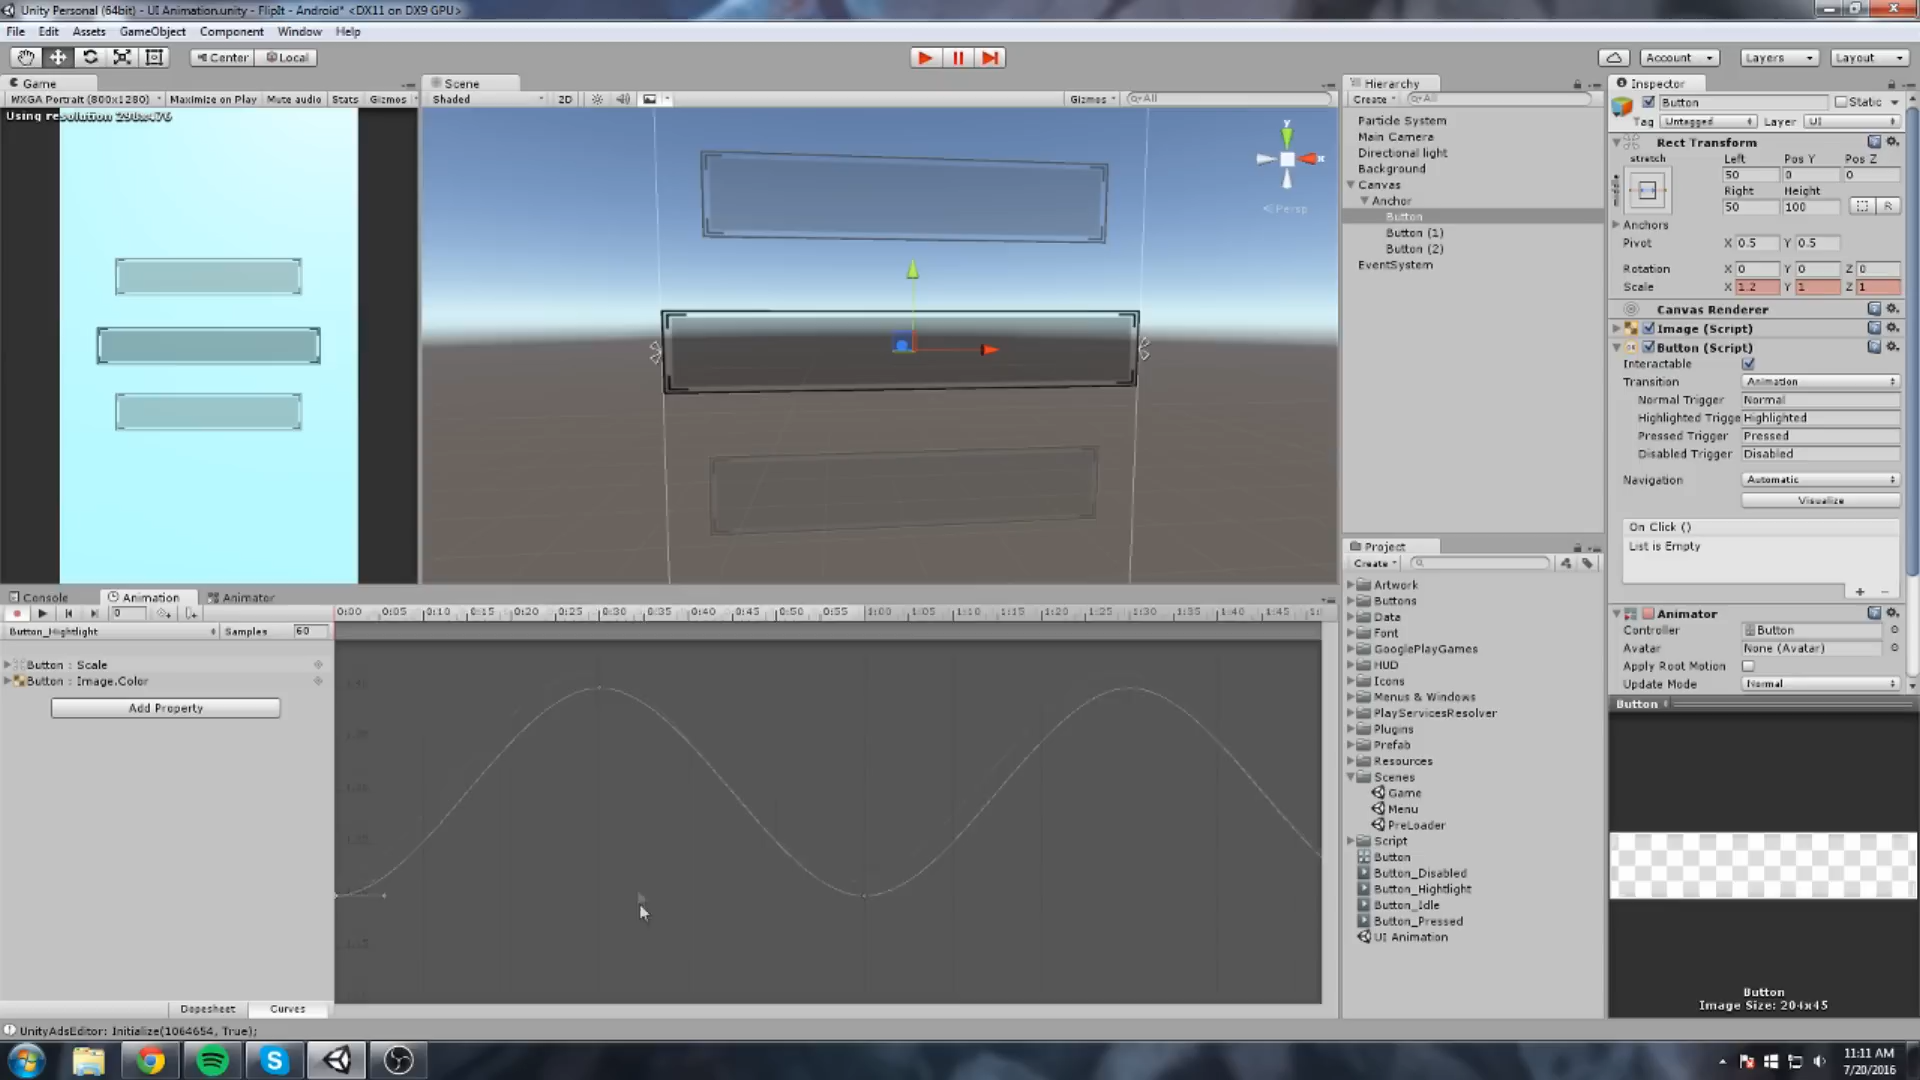 Unity Personal (64bit) - UI Animation.unity - FlipIt - Android* <DX11 on DX9 GPU>
File Edit Assets GameObject Component Window Help
Center Local
Account Layers Layout
Game
WXGA Portrait (800x1280) Maximize on Play Mute audio Stats Gizmos
Using resolution 298x476
Scene
Shaded 2D Gizmos All
y
x
Persp
Hierarchy
Create All
Particle System
Main Camera
Directional light
Background
Canvas
Anchor
Button
Button (1)
Button (2)
EventSystem
Project
Create
Artwork
Buttons
Data
Font
GooglePlayGames
HUD
Icons
Menus & Windows
PlayServicesResolver
Plugins
Prefab
Resources
Scenes
Game
Menu
PreLoader
Script
Button
Button_Disabled
Button_Hightlight
Button_Idle
Button_Pressed
UI Animation
Inspector
Button Static
Tag Untagged Layer UI
Rect Transform
stretch Left Pos Y Pos Z
middle 50 0 0
Right Height
50 100 R
Anchors
Pivot X 0.5 Y 0.5
Rotation X 0 Y 0 Z 0
Scale X 1.2 Y 1 Z 1
Canvas Renderer
Image (Script)
Button (Script)
Interactable
Transition Animation
Normal Trigger Normal
Highlighted Trigge Highlighted
Pressed Trigger Pressed
Disabled Trigger Disabled
Navigation Automatic
Visualize
On Click ()
List is Empty
Animator
Controller Button
Avatar None (Avatar)
Apply Root Motion
Update Mode Normal
Button
Button
Image Size: 204x45
Console Animation Animator
0 0:00 0:05 0:10 0:15 0:20 0:25 0:30 0:35 0:40 0:45 0:50 0:55 1:00 1:05 1:10 1:15 1:20 1:25 1:30 1:35 1:40 1:45
Button_Hightlight Samples 60
Button : Scale
Button : Image.Color
Add Property
Dopesheet Curves
UnityAdsEditor: Initialize(1064654, True);
11:11 AM
7/20/2016